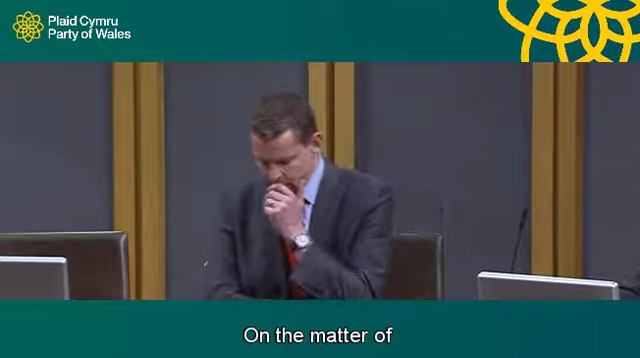 Plaid Cymru
Party of Wales
On the matter of